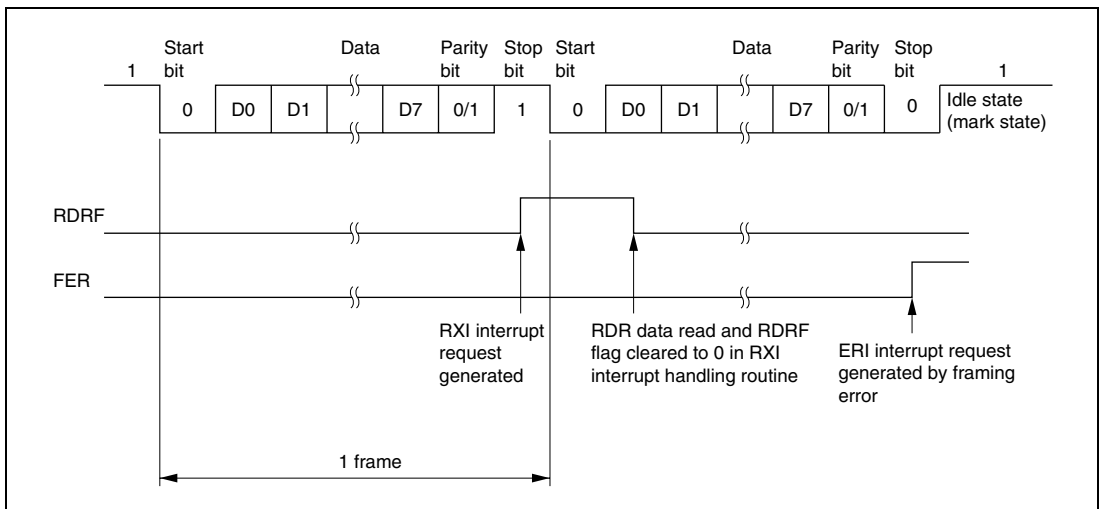 Start Data Parity Stop Start Data Parity Stop
1 bit bit bit bit bit bit 1
0 D0 D1 D7 0/1 1 0 D0 D1 D7 0/1 0 Idle state
(mark state)
RDRF
FER
RXI interrupt
request
generated
RDR data read and RDRF
flag cleared to 0 in RXI
interrupt handling routine
ERI interrupt request
generated by framing
error
1 frame